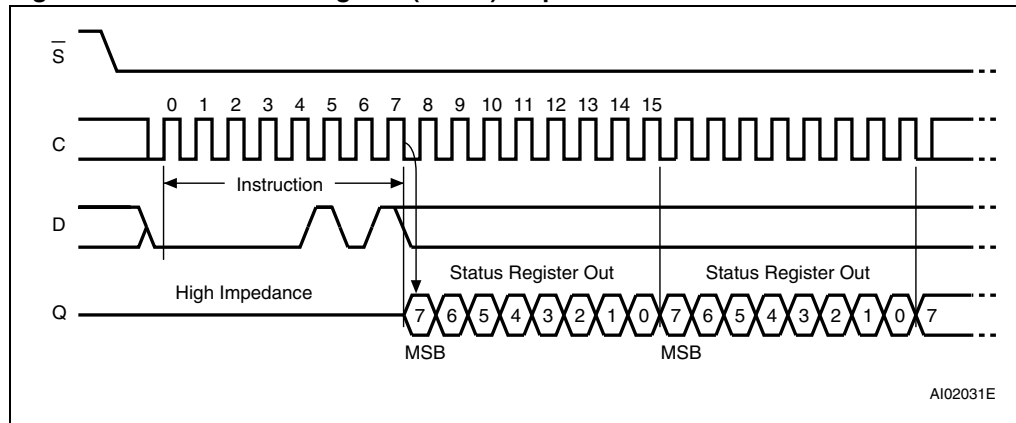 S
0 1 2 3 4 5 6 7 8 9 10 11 12 13 14 15
C
Instruction
D
Status Register Out Status Register Out
High Impedance
Q 7 6 5 4 3 2 1 0 7 6 5 4 3 2 1 0 7
MSB MSB
AI02031E